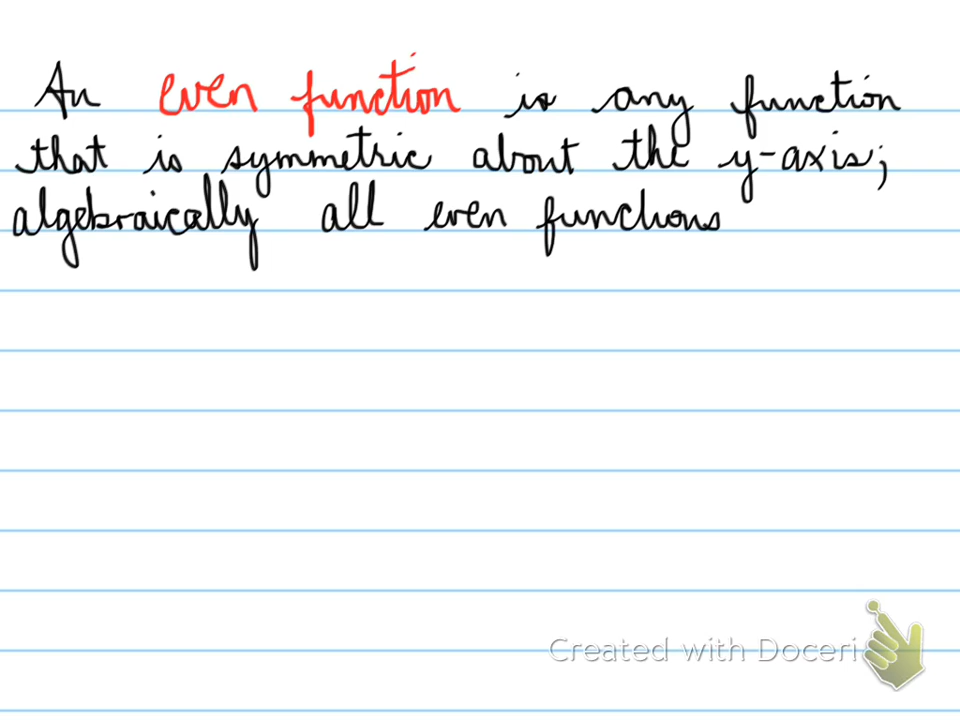 An even function is any function
that is symmetric about the y-axis;
algebraically all even functions
Created with Doceri